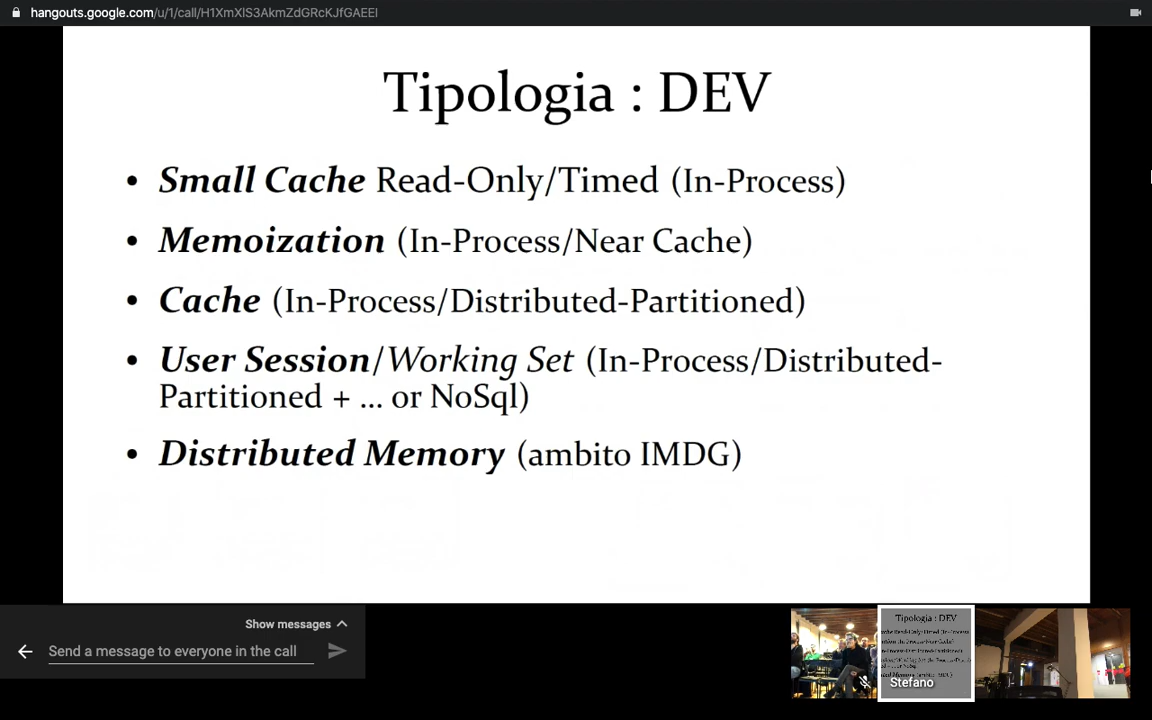 hangouts.google.com/u/1/call/H1XmXlS3AkmZdGRcKJfGAEEI
Tipologia : DEV
• Small Cache Read-Only/Timed (In-Process)
• Memoization (In-Process/Near Cache)
• Cache (In-Process/Distributed-Partitioned)
• User Session/Working Set (In-Process/Distributed-
Partitioned + ... or NoSql)
• Distributed Memory (ambito IMDG)
Show messages
Send a message to everyone in the call
Tipologia : DEV
Stefano